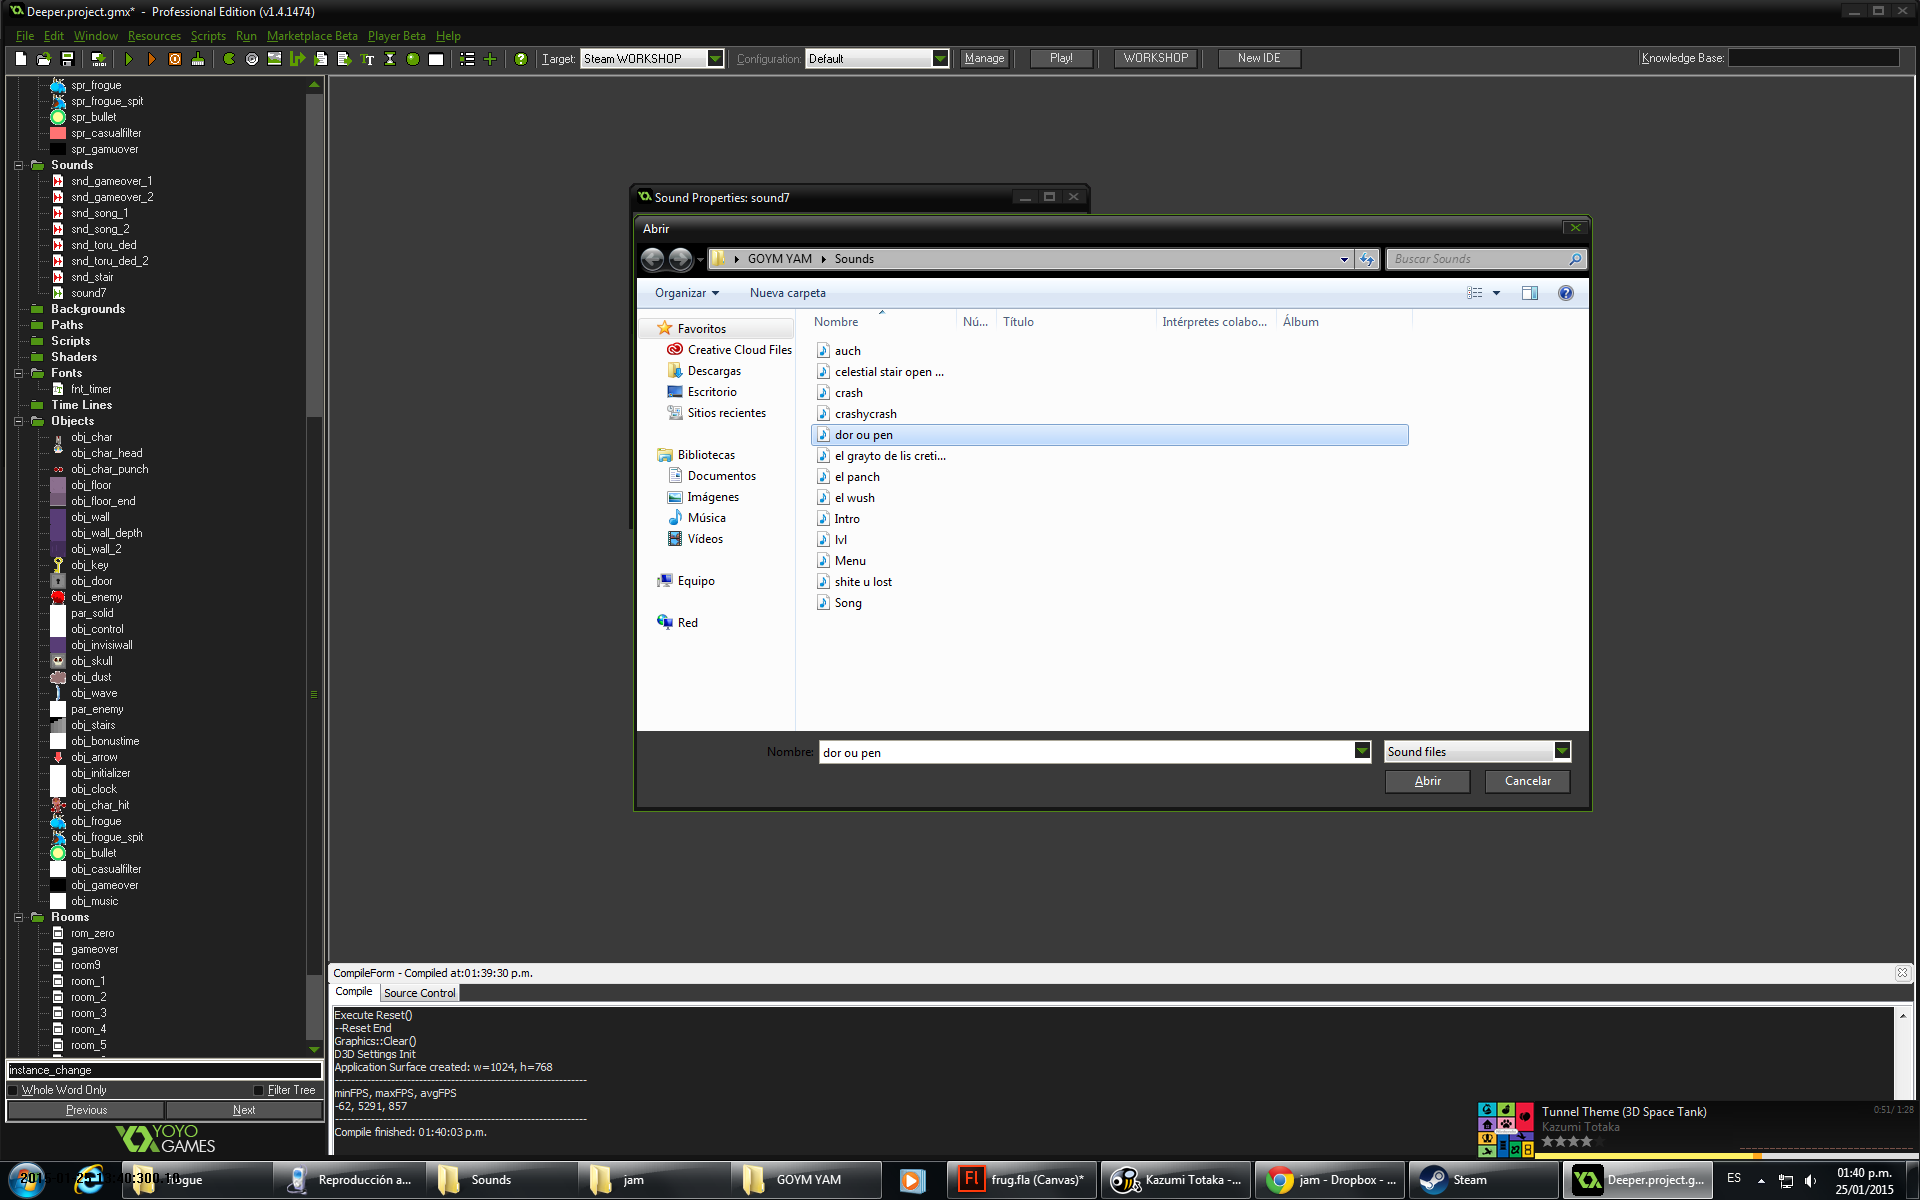 Deeper.project.gmx* - Professional Edition (v1.4.1474)
File Edit Window Resources Scripts Run Marketplace Beta Player Beta Help
Target: Steam WORKSHOP Configuration: Default Manage Play! WORKSHOP New IDE Knowledge Base:
spr_frogue
spr_frogue_spit
spr_bullet
spr_casualfilter
spr_gamuover
Sounds
snd_gameover_1
snd_gameover_2
snd_song_1
snd_song_2
snd_toru_ded
snd_toru_ded_2
snd_stair
sound7
Backgrounds
Paths
Scripts
Shaders
Fonts
fnt_timer
Time Lines
Objects
obj_char
obj_char_head
obj_char_punch
obj_floor
obj_floor_end
obj_wall
obj_wall_depth
obj_wall_2
obj_key
obj_door
obj_enemy
par_solid
obj_control
obj_invisiwall
obj_skull
obj_dust
obj_wave
par_enemy
obj_stairs
obj_bonustime
obj_arrow
obj_initializer
obj_clock
obj_char_hit
obj_frogue
obj_frogue_spit
obj_bullet
obj_casualfilter
obj_gameover
obj_music
Rooms
rom_zero
gameover
room9
room_1
room_2
room_3
room_4
room_5
instance_change
Whole Word Only Filter Tree
Previous Next
YOYO
GAMES
Sound Properties: sound7
Abrir
GOYM YAM Sounds Buscar Sounds
Organizar Nueva carpeta
Favoritos
Creative Cloud Files
Descargas
Escritorio
Sitios recientes
Bibliotecas
Documentos
Imágenes
Música
Vídeos
Equipo
Red
Nombre Nú... Título Intérpretes colabo... Álbum
auch
celestial stair open ...
crash
crashycrash
dor ou pen
el grayto de lis creti...
el panch
el wush
Intro
lvl
Menu
shite u lost
Song
Nombre: dor ou pen Sound files
Abrir Cancelar
CompileForm - Compiled at:01:39:30 p.m.
Compile Source Control
Execute Reset()
--Reset End
Graphics::Clear()
D3D Settings Init
Application Surface created: w=1024, h=768
minFPS, maxFPS, avgFPS
-62, 5291, 857
Compile finished: 01:40:03 p.m.
Tunnel Theme (3D Space Tank) 0:51/ 1:28
Kazumi Totaka
frogue Reproducción a... Sounds jam GOYM YAM frug.fla (Canvas)* Kazumi Totaka -... jam - Dropbox - ... Steam Deeper.project.g... ES 01:40 p.m.
25/01/2015